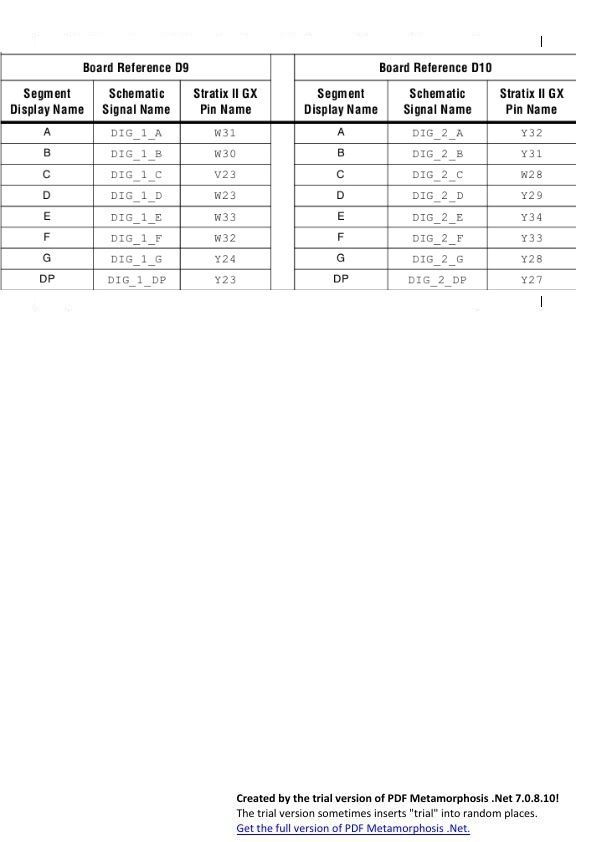 Board Reference D9 Board Reference D10
Segment Schematic Stratix II GX Segment Schematic Stratix II GX
Display Name Signal Name Pin Name Display Name Signal Name Pin Name
A DIG_1_A W31 A DIG_2_A Y32
B DIG_1_B W30 B DIG_2_B Y31
C DIG_1_C V23 C DIG_2_C W28
D DIG_1_D W23 D DIG_2_D Y29
E DIG_1_E W33 E DIG_2_E Y34
F DIG_1_F W32 F DIG_2_F Y33
G DIG_1_G Y24 G DIG_2_G Y28
DP DIG_1_DP Y23 DP DIG_2_DP Y27
Created by the trial version of PDF Metamorphosis .Net 7.0.8.10!
The trial version sometimes inserts "trial" into random places.
Get the full version of PDF Metamorphosis .Net.